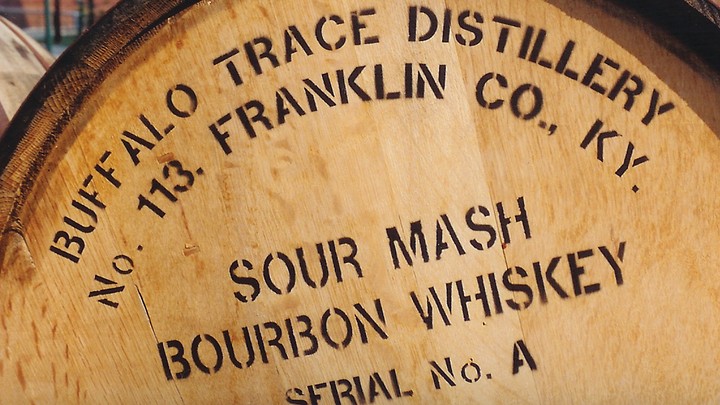 BUFFALO TRACE DISTILLERY
No. 113. FRANKLIN CO., KY.
SOUR MASH
BOURBON WHISKEY
SERIAL No. A